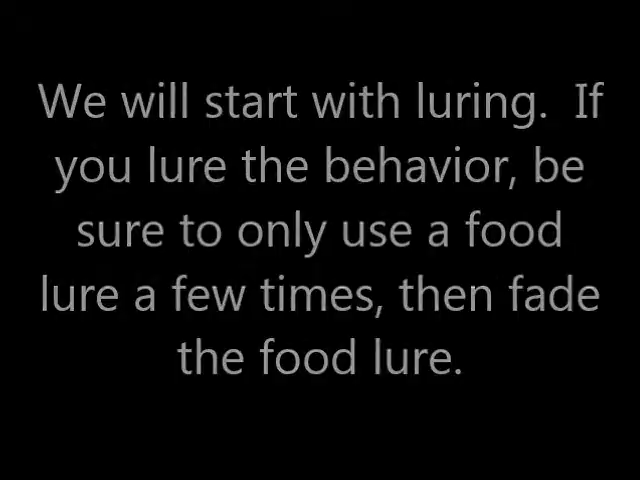 We will start with luring.  If
you lure the behavior, be
sure to only use a food
lure a few times, then fade
the food lure.